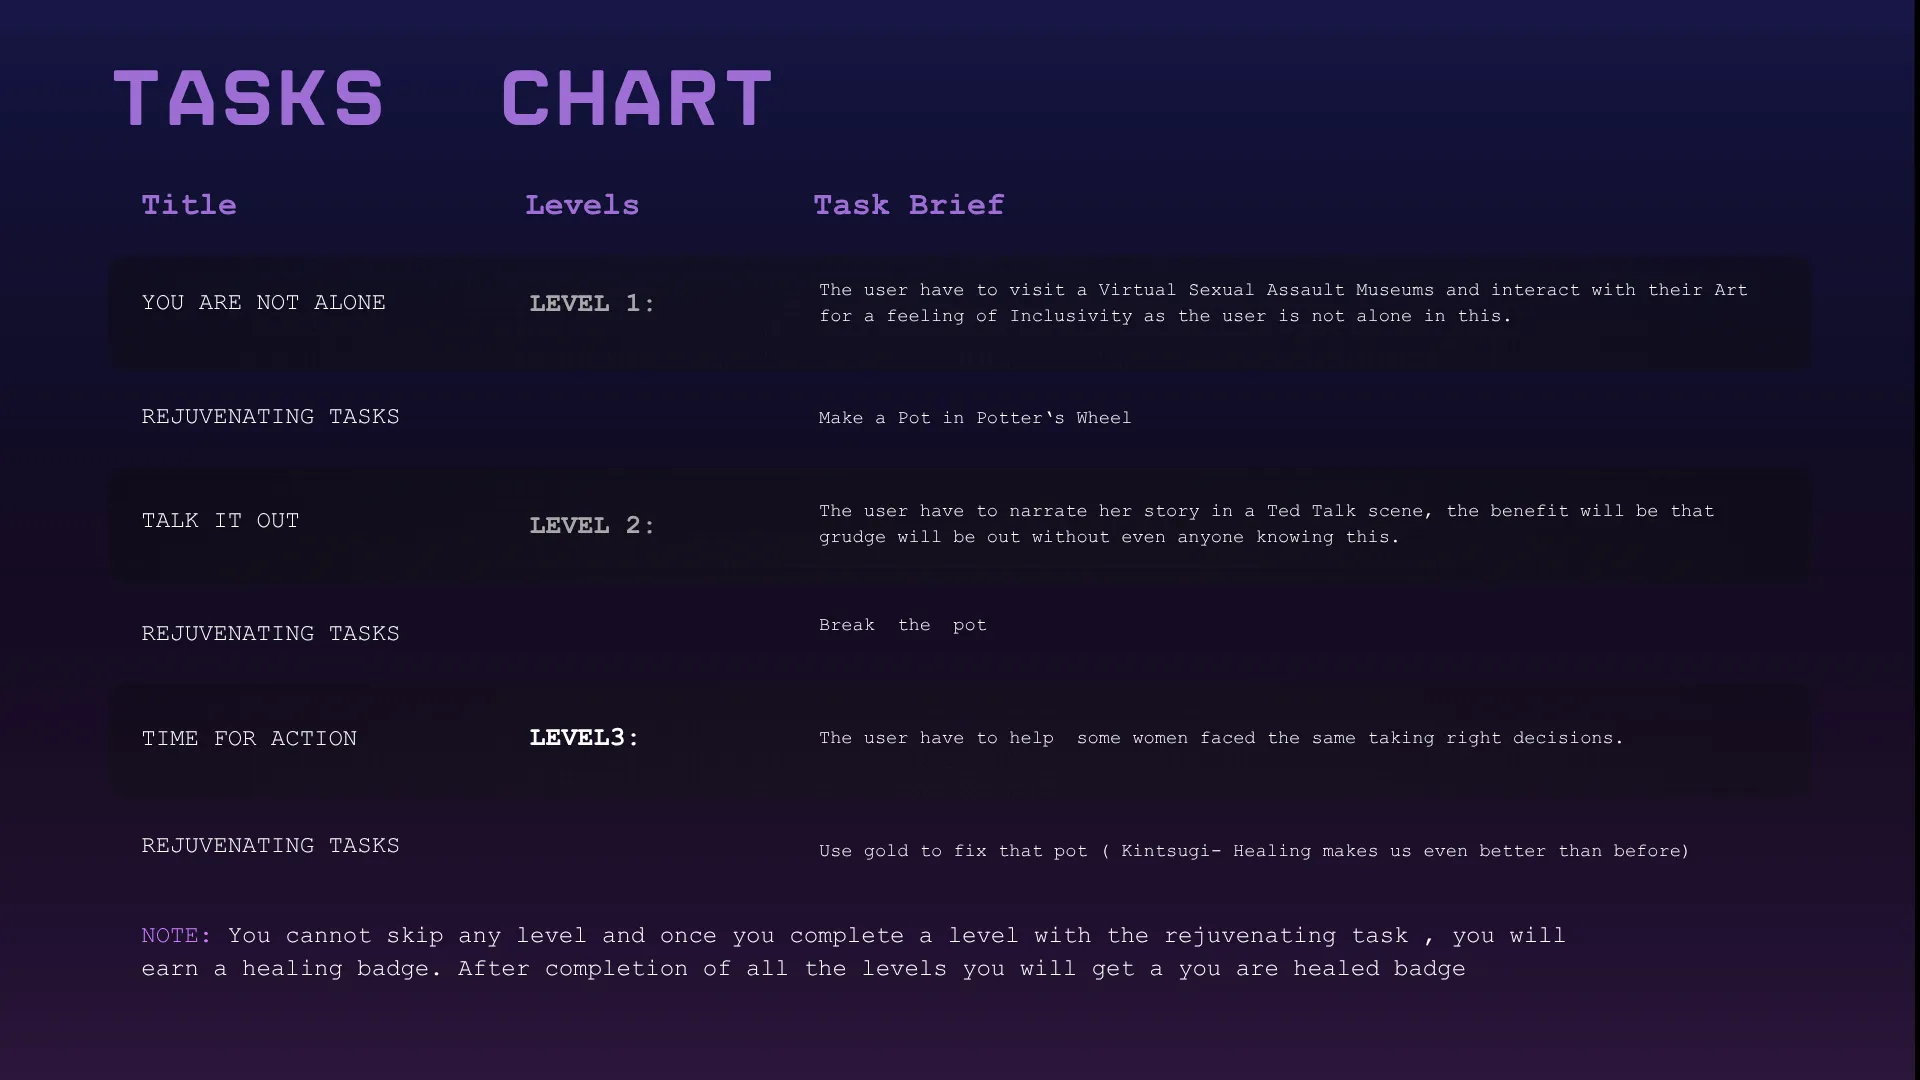 TASKS CHART
Title Levels Task Brief
YOU ARE NOT ALONE LEVEL 1: The user have to visit a Virtual Sexual Assault Museums and interact with their Art
for a feeling of Inclusivity as the user is not alone in this.
REJUVENATING TASKS Make a Pot in Potter‘s Wheel
TALK IT OUT LEVEL 2: The user have to narrate her story in a Ted Talk scene, the benefit will be that
grudge will be out without even anyone knowing this.
REJUVENATING TASKS Break the pot
TIME FOR ACTION LEVEL3: The user have to help some women faced the same taking right decisions.
REJUVENATING TASKS Use gold to fix that pot ( Kintsugi- Healing makes us even better than before)
NOTE: You cannot skip any level and once you complete a level with the rejuvenating task , you will
earn a healing badge. After completion of all the levels you will get a you are healed badge